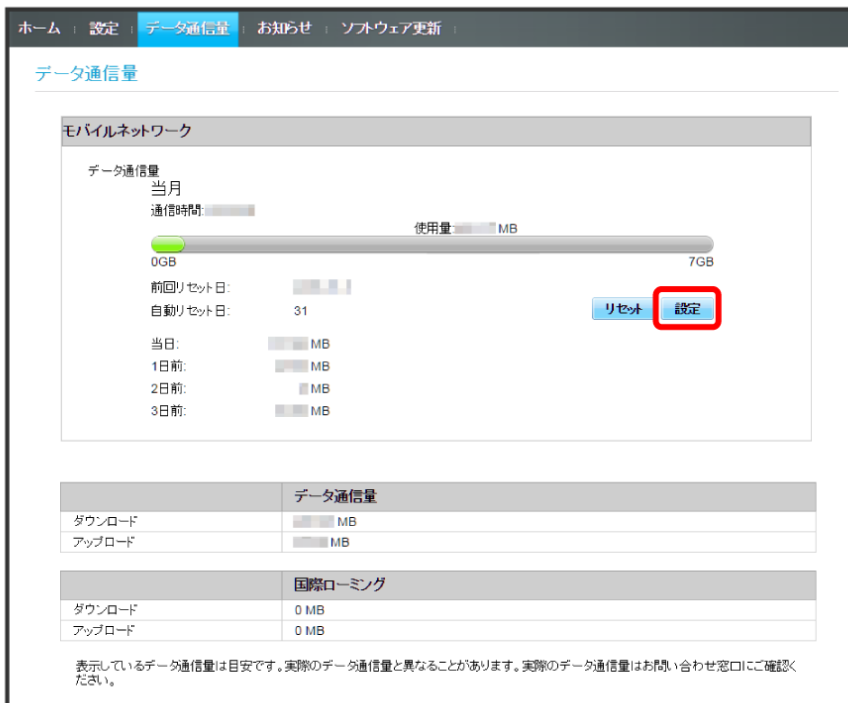 ホーム 設定 データ通信量 お知らせ ソフトウェア更新
データ通信量
モバイルネットワーク
データ通信量
当月
通信時間:
使用量: MB
0GB 7GB
前回リセット日:
自動リセット日: 31
リセット 設定
当日: MB
1日前: MB
2日前: MB
3日前: MB
データ通信量
ダウンロード MB
アップロード MB
国際ローミング
ダウンロード 0 MB
アップロード 0 MB
表示しているデータ通信量は目安です。実際のデータ通信量と異なることがあります。実際のデータ通信量はお問い合わせ窓口にご確認く
ださい。